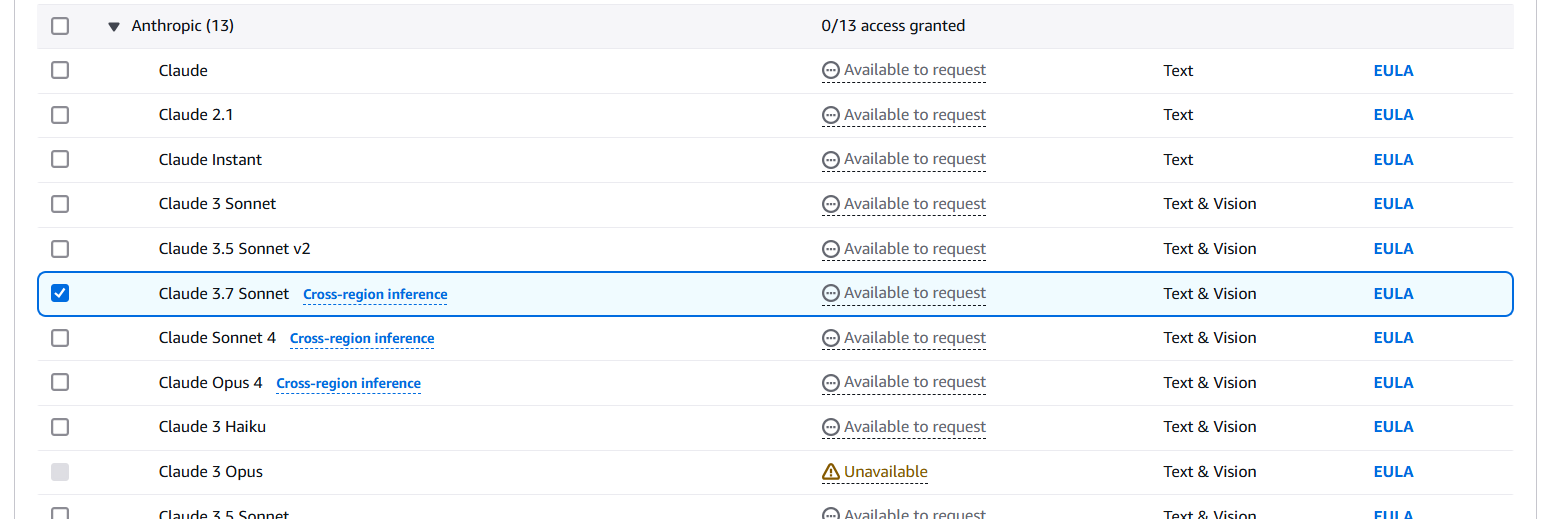 Anthropic (13) 0/13 access granted
Claude Available to request Text EULA
Claude 2.1 Available to request Text EULA
Claude Instant Available to request Text EULA
Claude 3 Sonnet Available to request Text & Vision EULA
Claude 3.5 Sonnet v2 Available to request Text & Vision EULA
Claude 3.7 Sonnet Cross-region inference Available to request Text & Vision EULA
Claude Sonnet 4 Cross-region inference Available to request Text & Vision EULA
Claude Opus 4 Cross-region inference Available to request Text & Vision EULA
Claude 3 Haiku Available to request Text & Vision EULA
Claude 3 Opus Unavailable Text & Vision EULA
Claude 3.5 Sonnet Available to request Text & Vision EULA